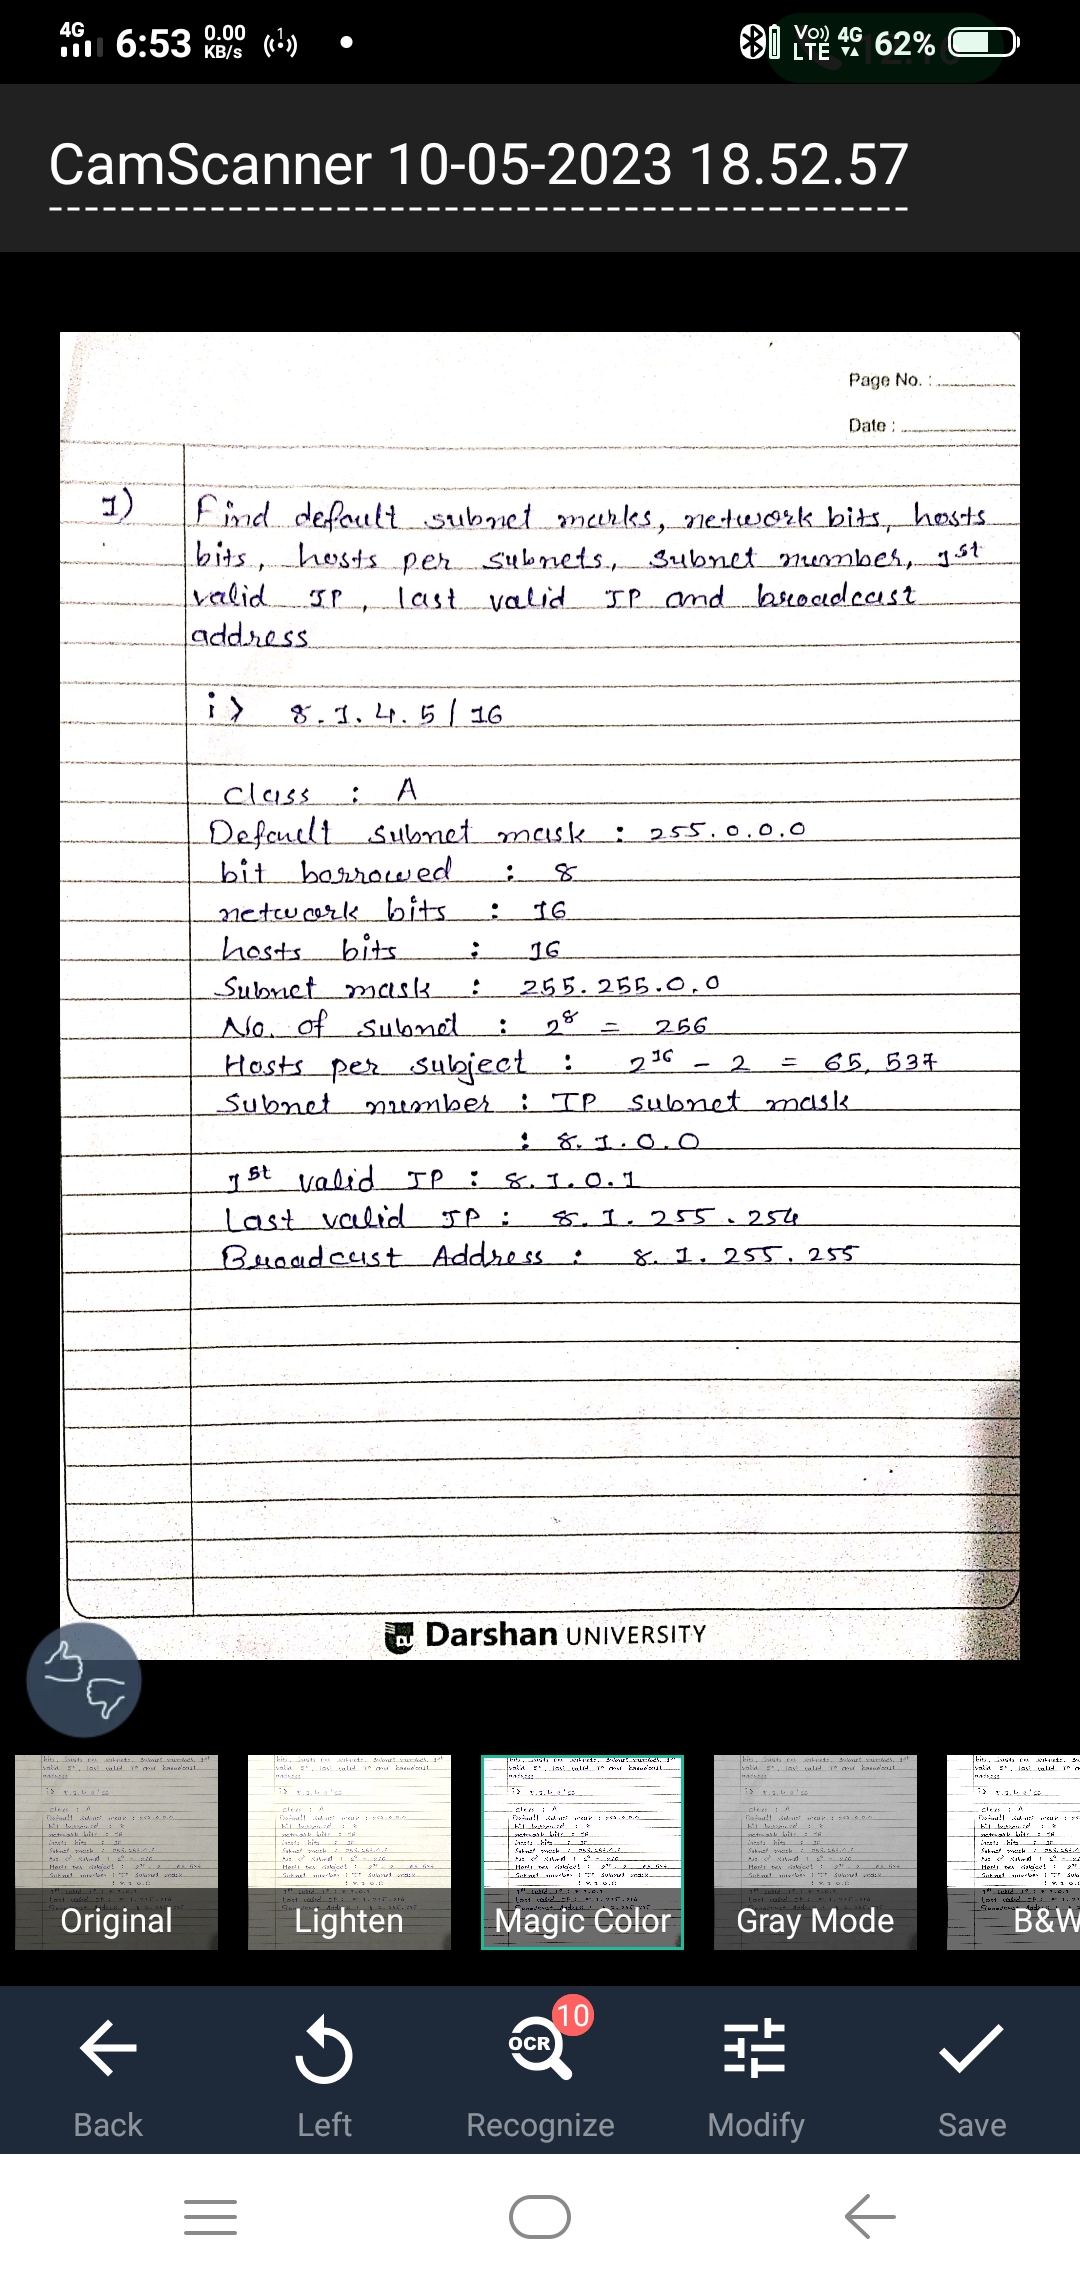 4G 6:53 0.00 KB/s Vo)) LTE 4G 62%
CamScanner 10-05-2023 18.52.57
Page No. :
Date :
1) Find default subnet marks, network bits, hosts
bits, hosts per subnets, subnet number, 1st
valid IP, last valid IP and broadcast
address
i> 8.1.4.5/16
class : A
Default subnet mask : 255.0.0.0
bit borrowed : 8
network bits : 16
hosts bits : 16
Subnet mask : 255.255.0.0
No. of subnet : 2^8 = 256
Hosts per subject : 2^16 - 2 = 65,537
Subnet number : IP subnet mask
: 8.1.0.0
1st valid IP : 8.1.0.1
Last valid IP : 8.1.255.254
Broadcast Address : 8.1.255.255
DU Darshan UNIVERSITY
Original Lighten Magic Color Gray Mode B&W
OCR 10
Back Left Recognize Modify Save